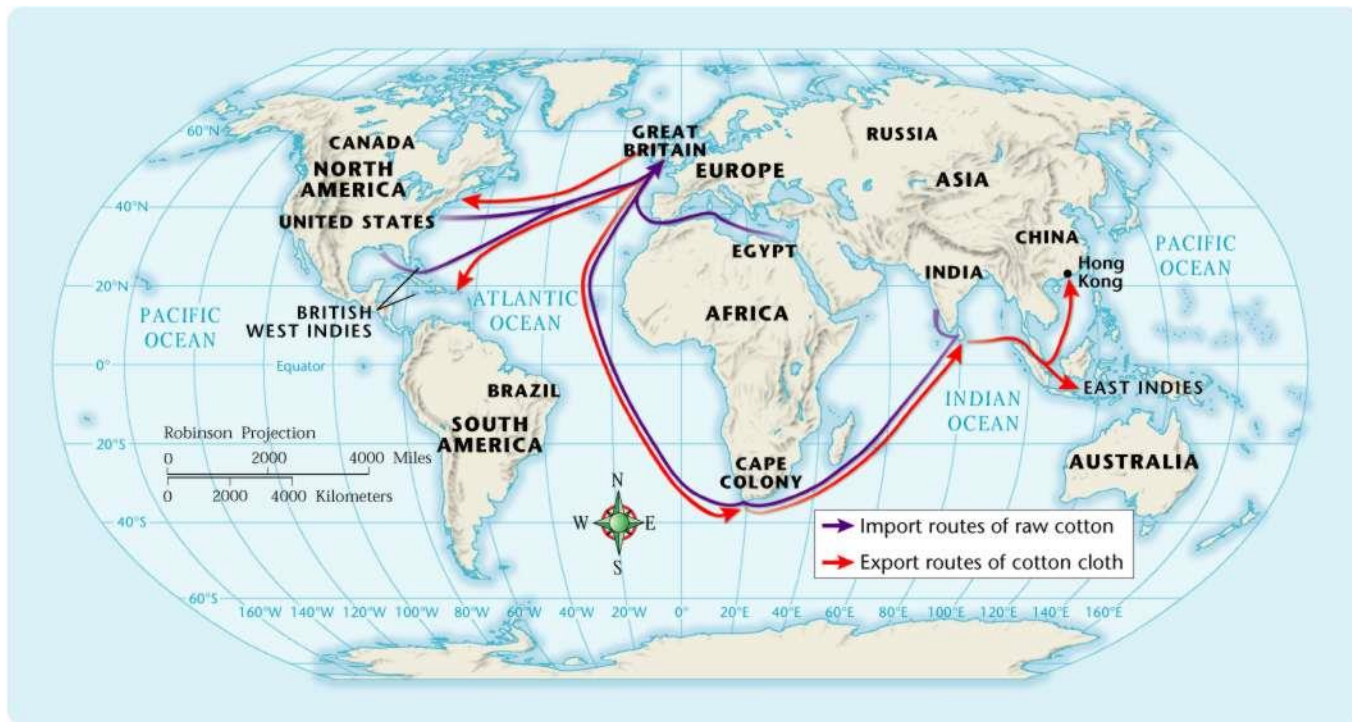 CANADA
NORTH
AMERICA
UNITED STATES
GREAT
BRITAIN
EUROPE
RUSSIA
ASIA
CHINA
Hong
Kong
INDIA
EGYPT
AFRICA
BRITISH
WEST INDIES
ATLANTIC
OCEAN
PACIFIC
OCEAN
PACIFIC
OCEAN
Equator
BRAZIL
SOUTH
AMERICA
CAPE
COLONY
INDIAN
OCEAN
EAST INDIES
AUSTRALIA
60°N
40°N
20°N
0°
20°S
40°S
60°S
Robinson Projection
0 2000 4000 Miles
0 2000 4000 Kilometers
N
W E
S
Import routes of raw cotton
Export routes of cotton cloth
160°W 140°W 120°W 100°W 80°W 60°W 40°W 20°W 0° 20°E 40°E 60°E 80°E 100°E 120°E 140°E 160°E